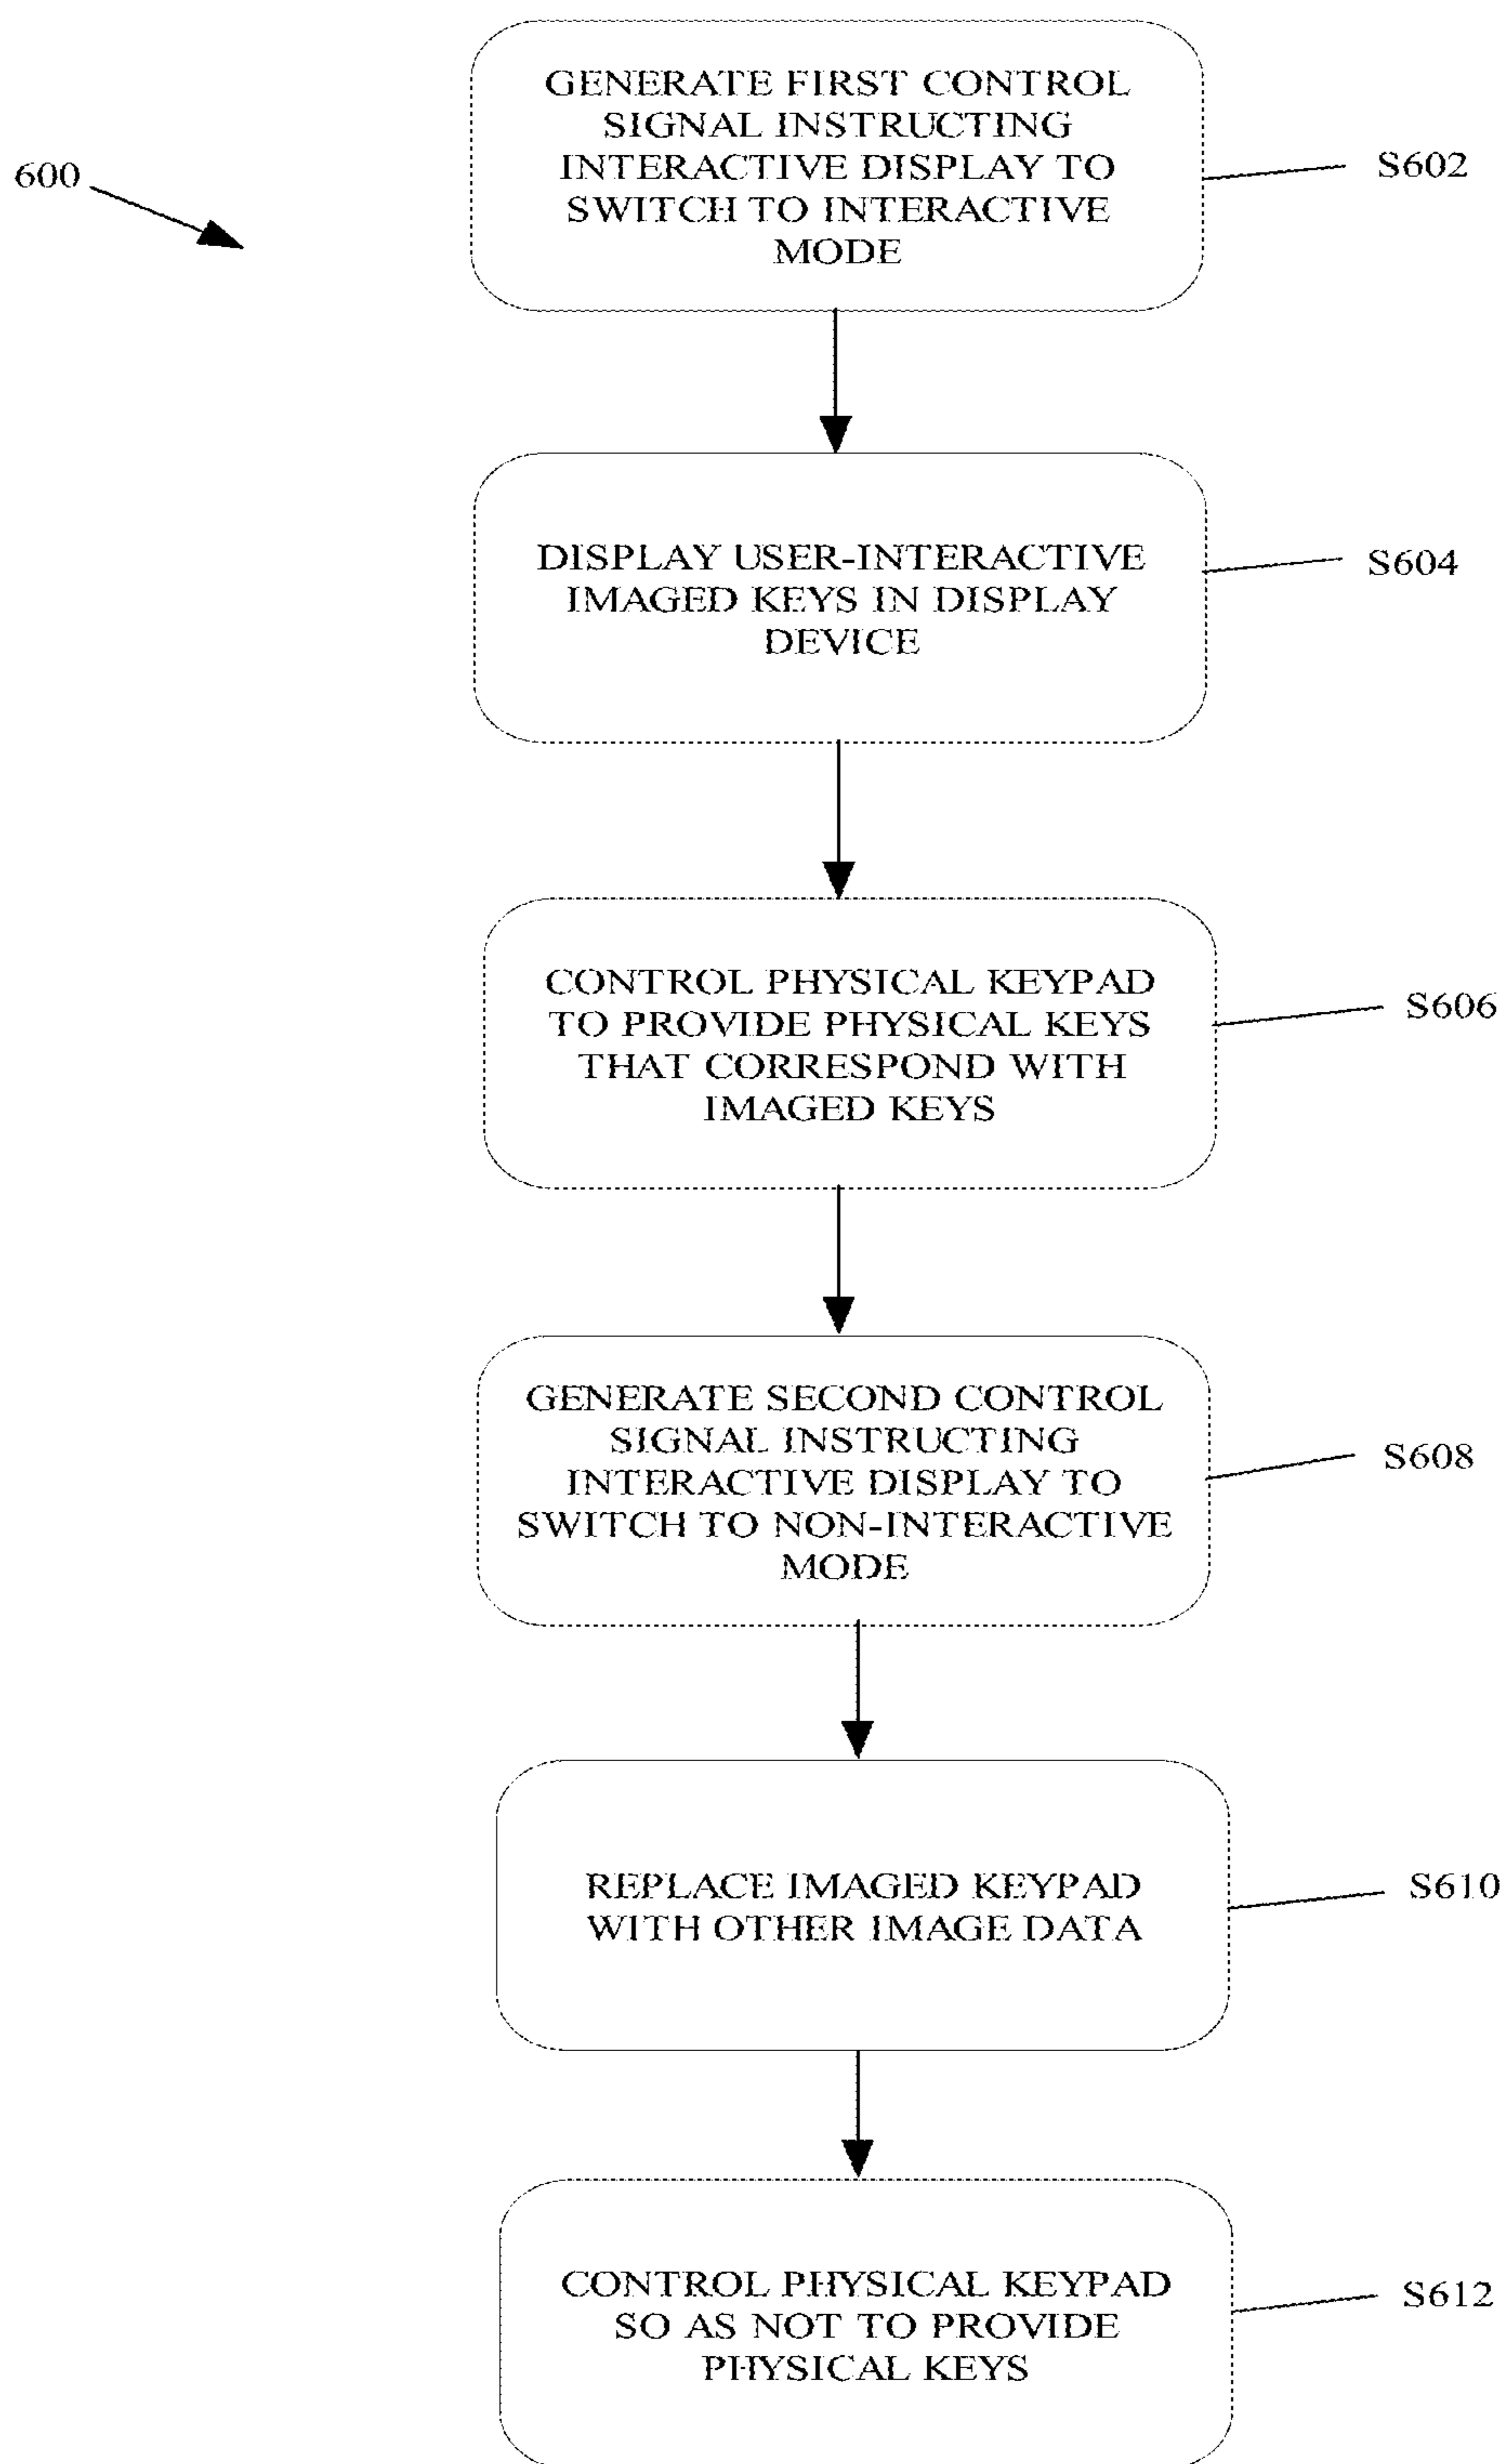 600
GENERATE FIRST CONTROL
SIGNAL INSTRUCTING
INTERACTIVE DISPLAY TO
SWITCH TO INTERACTIVE
MODE
S602
DISPLAY USER-INTERACTIVE
IMAGED KEYS IN DISPLAY
DEVICE
S604
CONTROL PHYSICAL KEYPAD
TO PROVIDE PHYSICAL KEYS
THAT CORRESPOND WITH
IMAGED KEYS
S606
GENERATE SECOND CONTROL
SIGNAL INSTRUCTING
INTERACTIVE DISPLAY TO
SWITCH TO NON-INTERACTIVE
MODE
S608
REPLACE IMAGED KEYPAD
WITH OTHER IMAGE DATA
S610
CONTROL PHYSICAL KEYPAD
SO AS NOT TO PROVIDE
PHYSICAL KEYS
S612